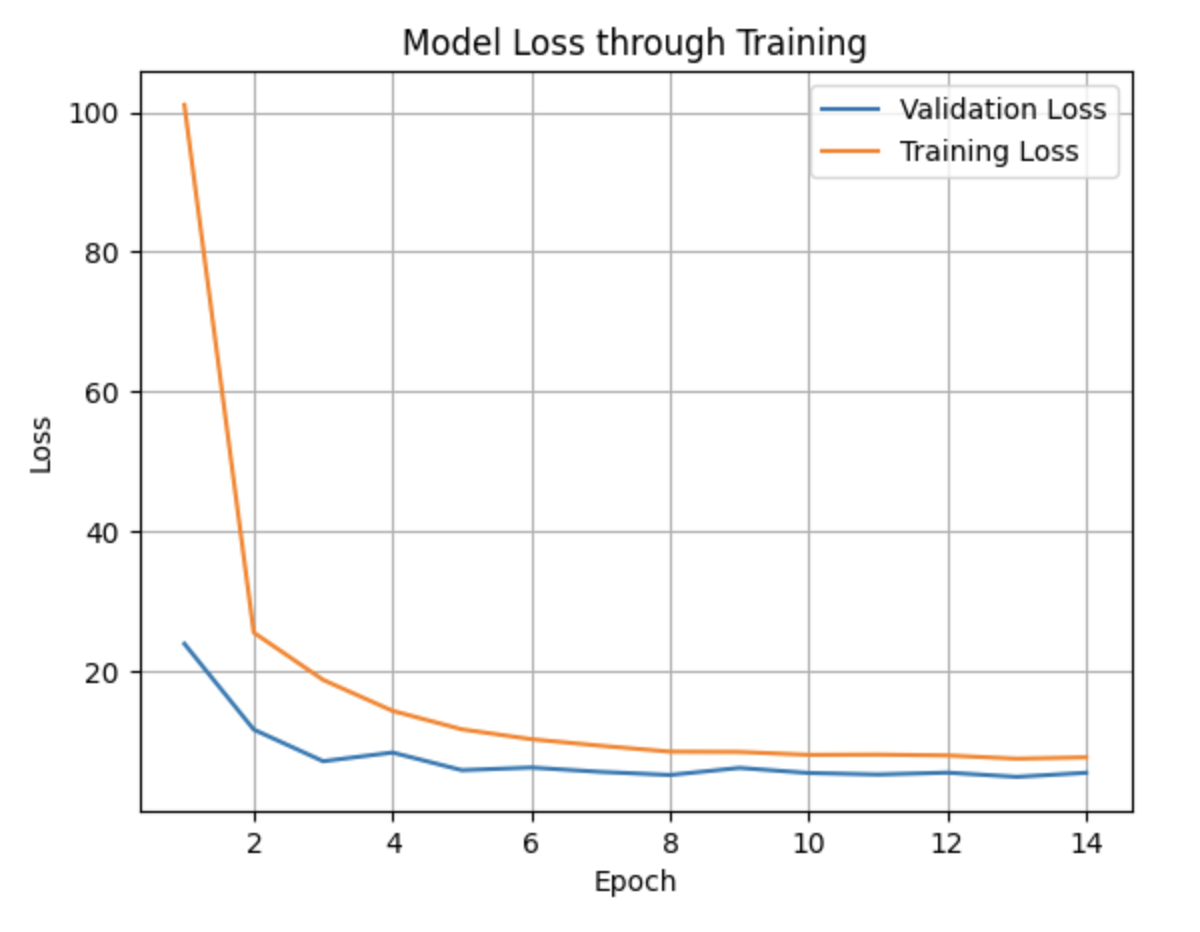 Model Loss through Training
Validation Loss
Training Loss
100
80
60
40
20
Loss
2 4 6 8 10 12 14
Epoch